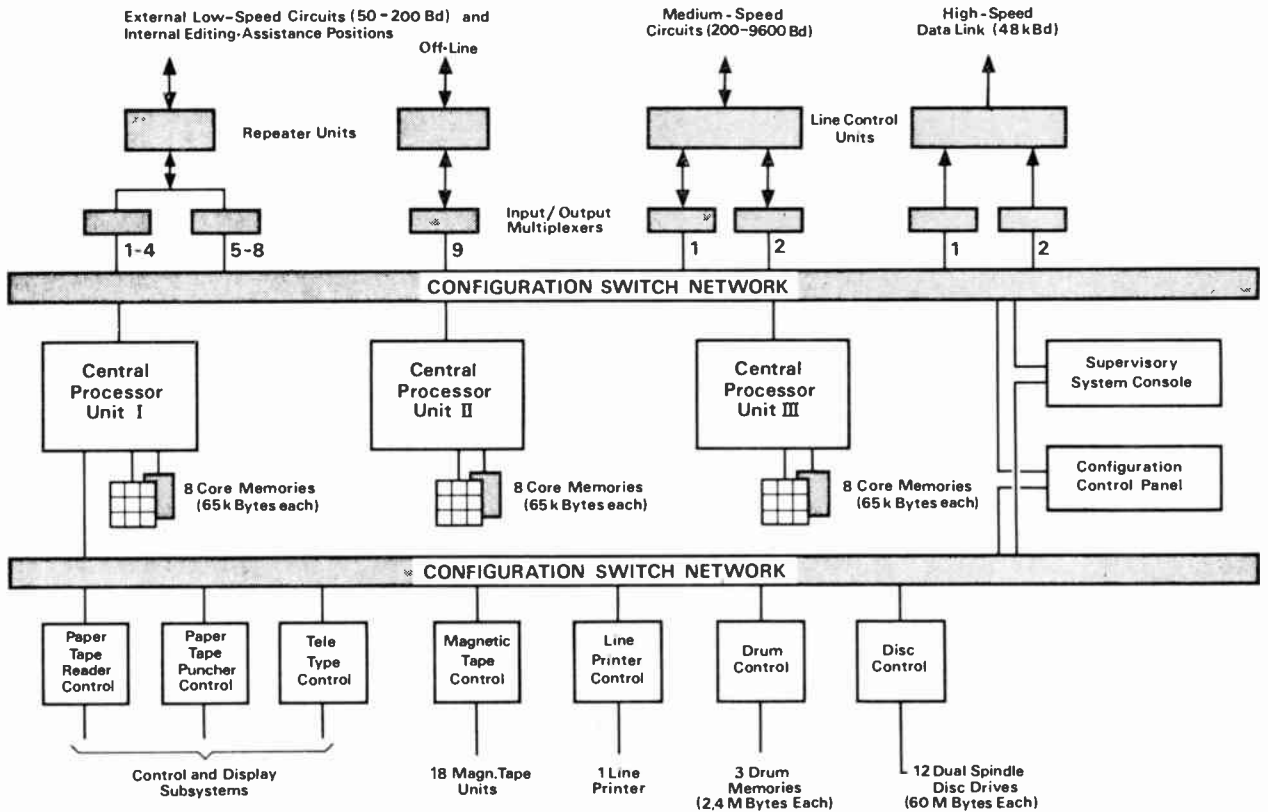 External Low-Speed Circuits (50-200 Bd) and
Internal Editing-Assistance Positions
Off-Line
Medium-Speed
Circuits (200-9600 Bd)
High-Speed
Data Link (48 kBd)
Repeater Units
Line Control
Units
Input / Output
Multiplexers
1-4
5-8
9
1
2
1
2
CONFIGURATION SWITCH NETWORK
Central
Processor
Unit I
Central
Processor
Unit II
Central
Processor
Unit III
Supervisory
System Console
8 Core Memories
(65k Bytes each)
8 Core Memories
(65k Bytes each)
8 Core Memories
(65k Bytes each)
Configuration
Control Panel
CONFIGURATION SWITCH NETWORK
Paper
Tape
Reader
Control
Paper
Tape
Puncher
Control
Tele
Type
Control
Magnetic
Tape
Control
Line
Printer
Control
Drum
Control
Disc
Control
Control and Display
Subsystems
18 Magn.Tape
Units
1 Line
Printer
3 Drum
Memories
(2,4 M Bytes Each)
12 Dual Spindle
Disc Drives
(60 M Bytes Each)